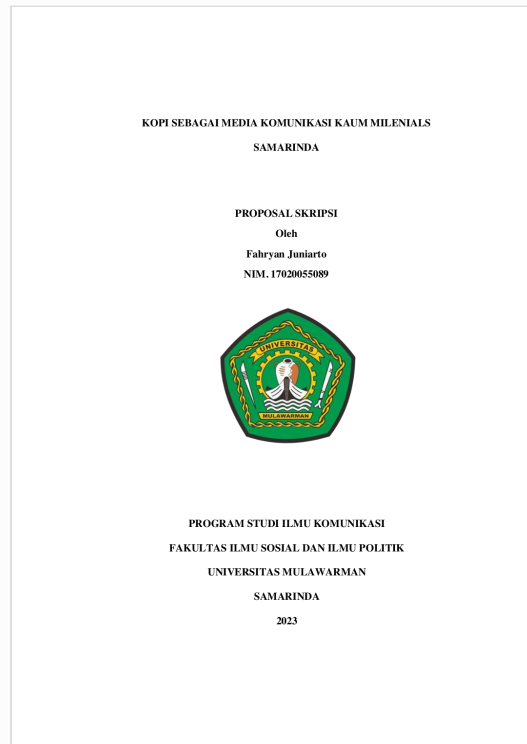 KOPI SEBAGAI MEDIA KOMUNIKASI KAUM MILENIALS
SAMARINDA
PROPOSAL SKRIPSI
Oleh
Fahryan Juniarto
NIM. 17020055089
UNIVERSITAS
MULAWARMAN
PROGRAM STUDI ILMU KOMUNIKASI
FAKULTAS ILMU SOSIAL DAN ILMU POLITIK
UNIVERSITAS MULAWARMAN
SAMARINDA
2023